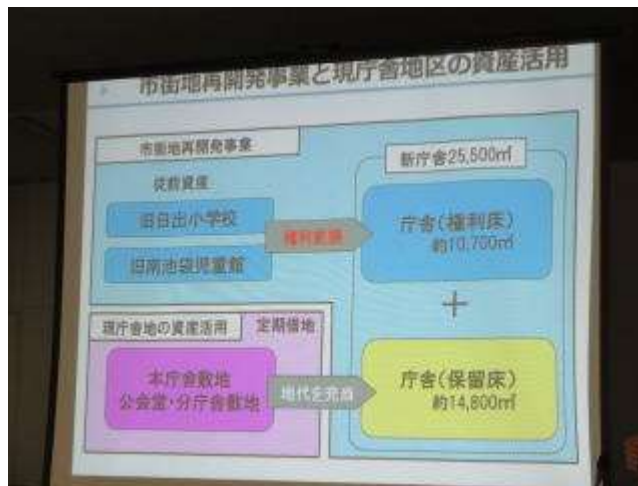 市街地再開発事業と現庁舎地区の資産活用
市街地再開発事業
従前資産
旧日出小学校
旧南池袋児童館
権利変換
新庁舎25,500㎡
庁舎(権利床)
約10,700㎡
+
現庁舎地の資産活用
定期借地
本庁舎敷地
公会堂・分庁舎敷地
地代を充当
庁舎(保留床)
約14,800㎡